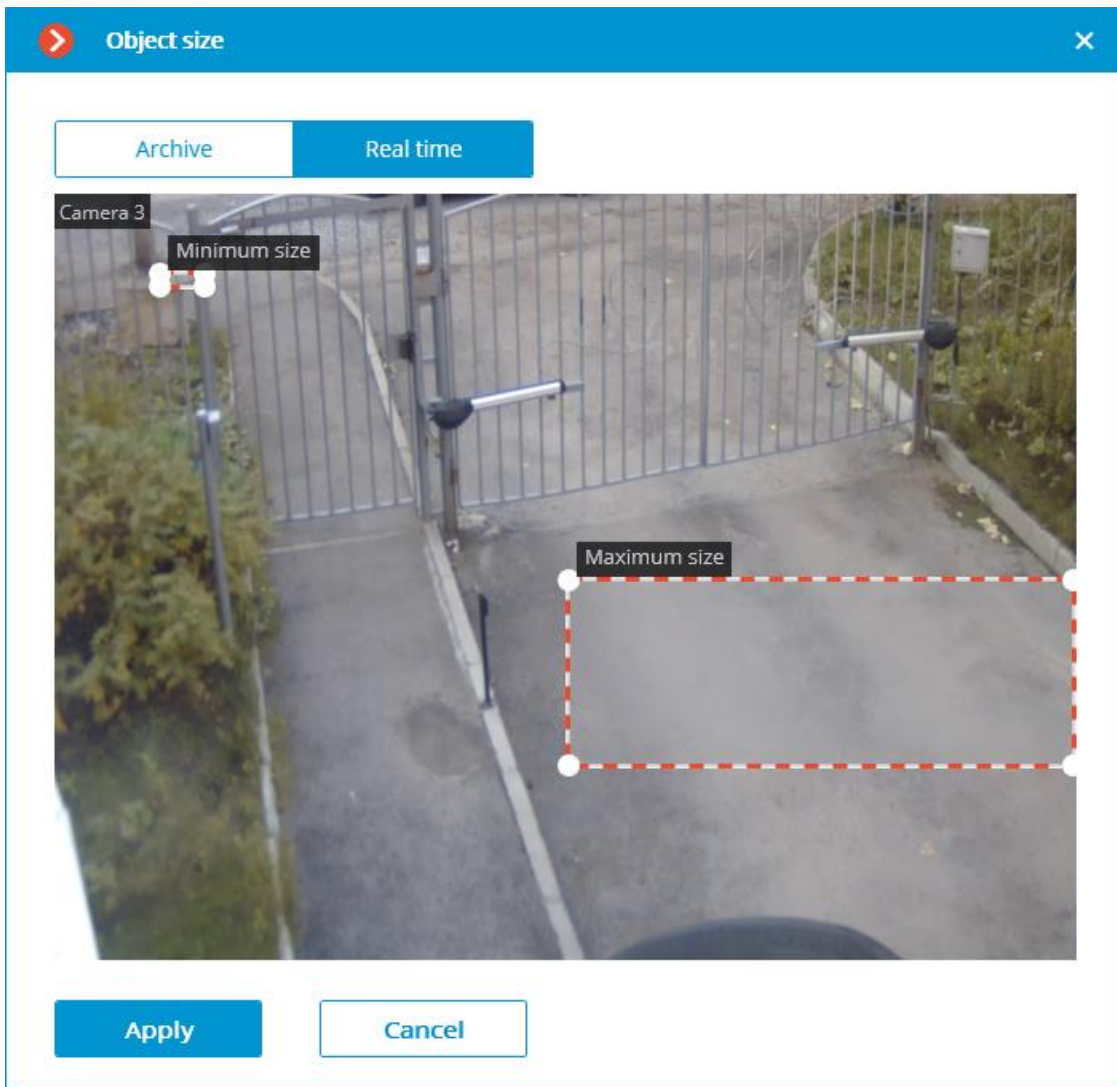 Object size
Archive
Real time
Camera 3
Minimum size
Maximum size
Apply
Cancel